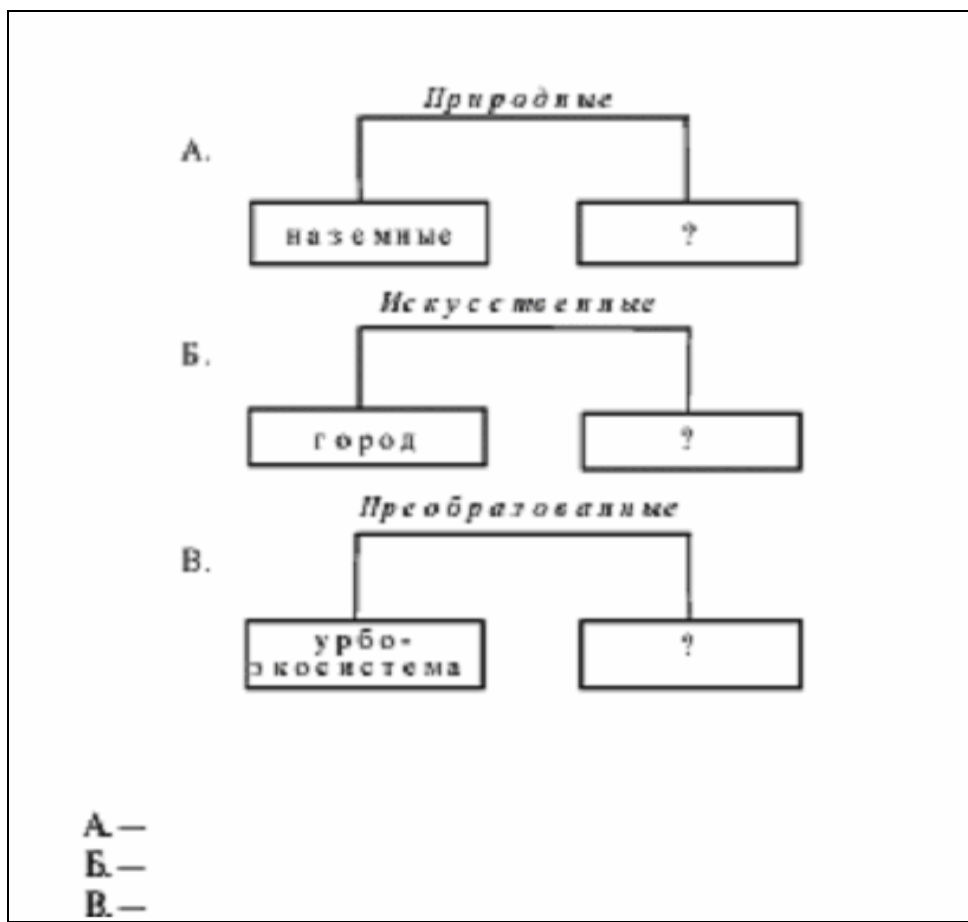 Природные
А.
наземные ?
Искусственные
Б.
город ?
Преобразованные
В.
урбо-
экосистема ?
А. —
Б. —
В. —